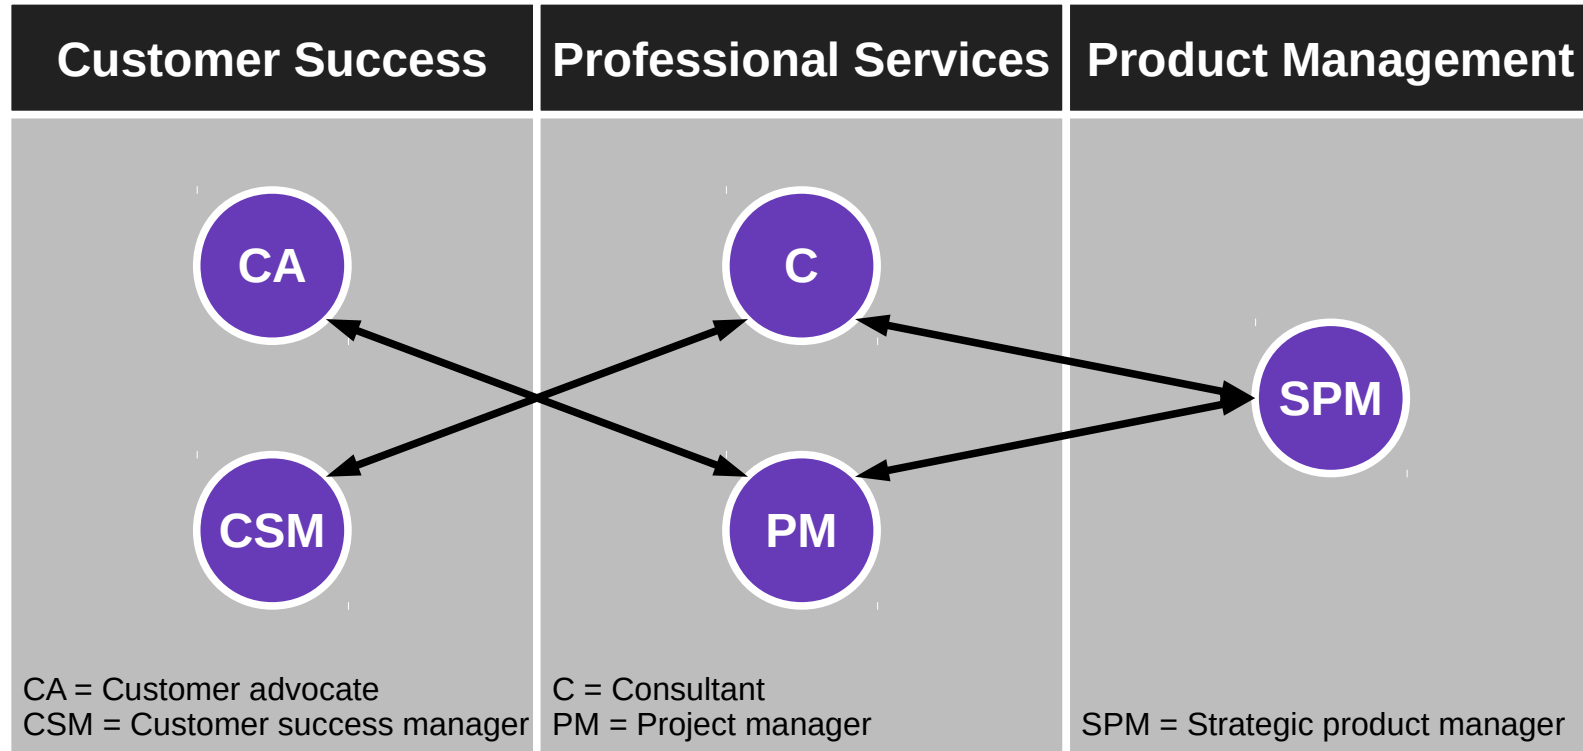 Customer Success
Professional Services
Product Management
CA
C
SPM
CSM
PM
CA = Customer advocate
CSM = Customer success manager
C = Consultant
PM = Project manager
SPM = Strategic product manager